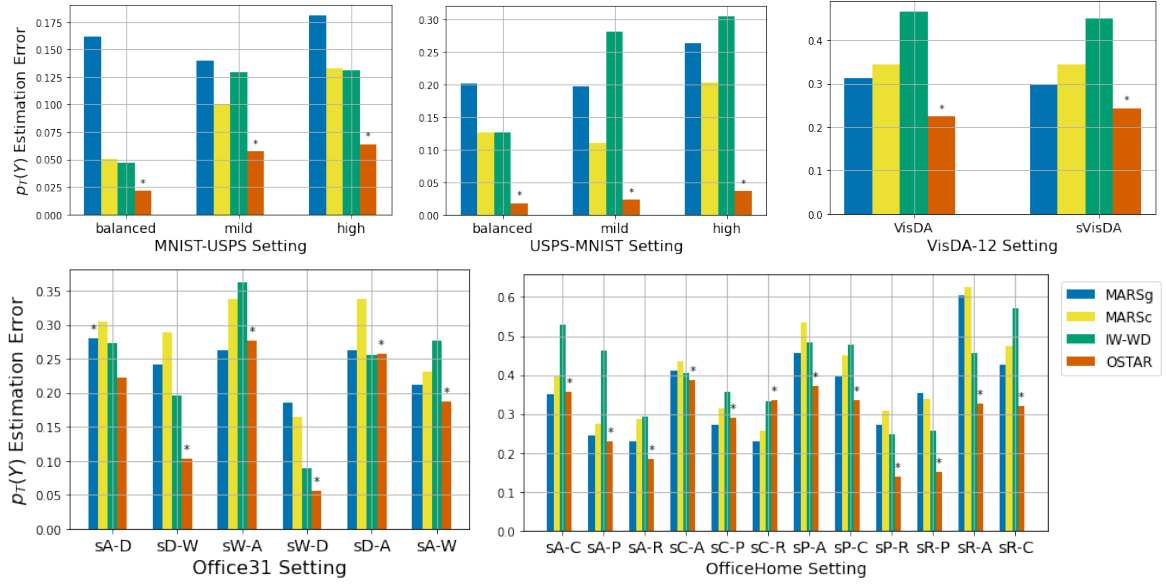 p_T(Y) Estimation Error
0.175
0.150
0.125
0.100
0.075
0.050
0.025
0.000
* * *
balanced mild high
MNIST-USPS Setting
0.30
0.25
0.20
0.15
0.10
0.05
0.00
* * *
balanced mild high
USPS-MNIST Setting
0.4
0.3
0.2
0.1
0.0
* *
VisDA sVisDA
VisDA-12 Setting
p_T(Y) Estimation Error
0.35
0.30
0.25
0.20
0.15
0.10
0.05
0.00
* * * * * *
sA-D sD-W sW-A sW-D sD-A sA-W
Office31 Setting
0.6
0.5
0.4
0.3
0.2
0.1
0.0
* * * * * * * * * * * *
sA-C sA-P sA-R sC-A sC-P sC-R sP-A sP-C sP-R sR-P sR-A sR-C
OfficeHome Setting
MARSg
MARSc
IW-WD
OSTAR